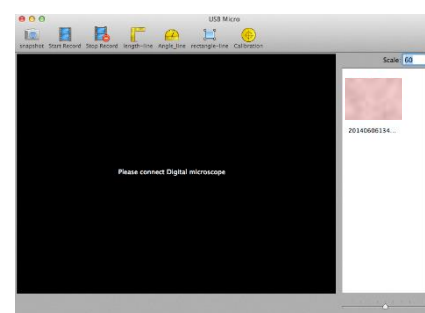 USB Micro
snapshot Start Record Stop Record length-line Angle_line rectangle-line Calibration
Scale: 60
20140606134...
Please connect Digital microscope